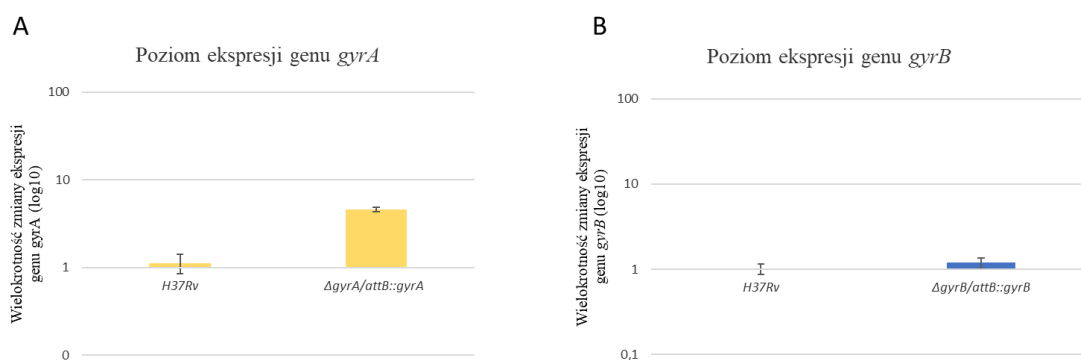 A
Poziom ekspresji genu gyrA
Wielokrotność zmiany ekspresji
genu gyrA (log10)
100
10
1
0
H37Rv
ΔgyrA/attB::gyrA
B
Poziom ekspresji genu gyrB
Wielokrotność zmiany ekspresji
genu gyrB (log10)
100
10
1
0,1
H37Rv
ΔgyrB/attB::gyrB